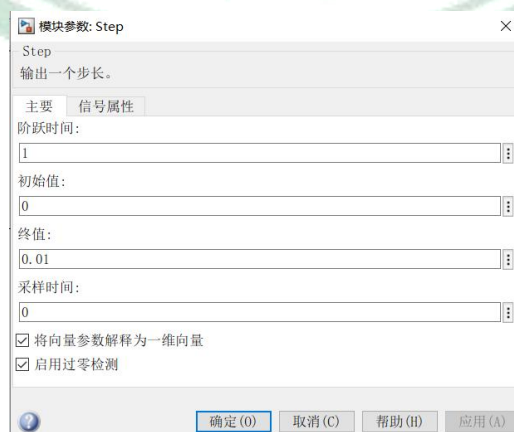 模块参数: Step
Step
输出一个步长。
主要 信号属性
阶跃时间:
1
初始值:
0
终值:
0.01
采样时间:
0
将向量参数解释为一维向量
启用过零检测
确定(O) 取消(C) 帮助(H) 应用(A)